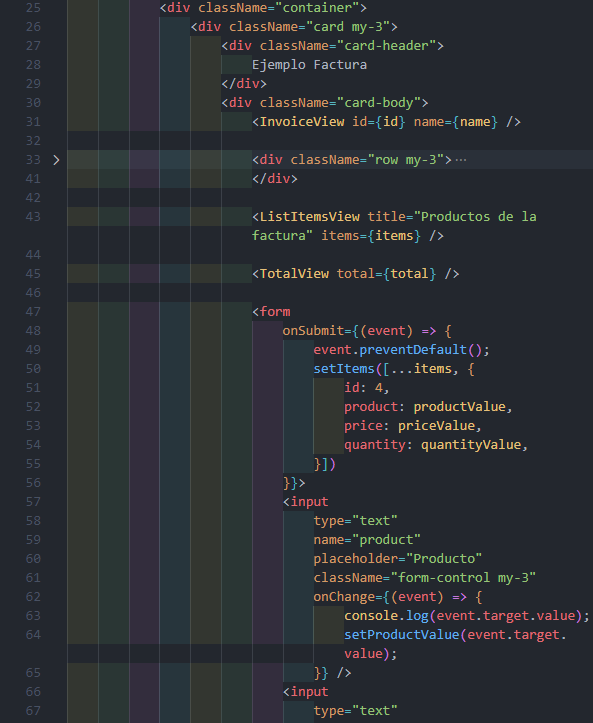 25 <div className="container">
26 <div className="card my-3">
27 <div className="card-header">
28 Ejemplo Factura
29 </div>
30 <div className="card-body">
31 <InvoiceView id={id} name={name} />
32
33 > <div className="row my-3">···
41 </div>
42
43 <ListItemsView title="Productos de la
factura" items={items} />
44
45 <TotalView total={total} />
46
47 <form
48 onSubmit={(event) => {
49 event.preventDefault();
50 setItems([...items, {
51 id: 4,
52 product: productValue,
53 price: priceValue,
54 quantity: quantityValue,
55 }])
56 }}>
57 <input
58 type="text"
59 name="product"
60 placeholder="Producto"
61 className="form-control my-3"
62 onChange={(event) => {
63 console.log(event.target.value);
64 setProductValue(event.target.
value);
65 }} />
66 <input
67 type="text"